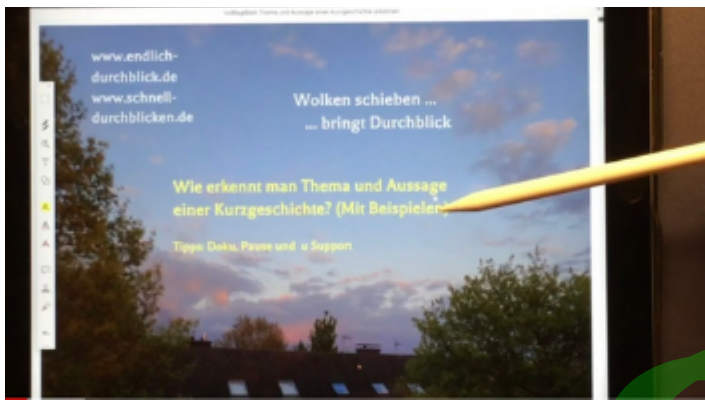 www.endlich-
durchblick.de
www.schnell-
durchblicken.de
Wolken schieben ...
.... bringt Durchblick
Wie erkennt man Thema und Aussage
einer Kurzgeschichte? (Mit Beispielen)
Tipps: Doku, Pause und u Support